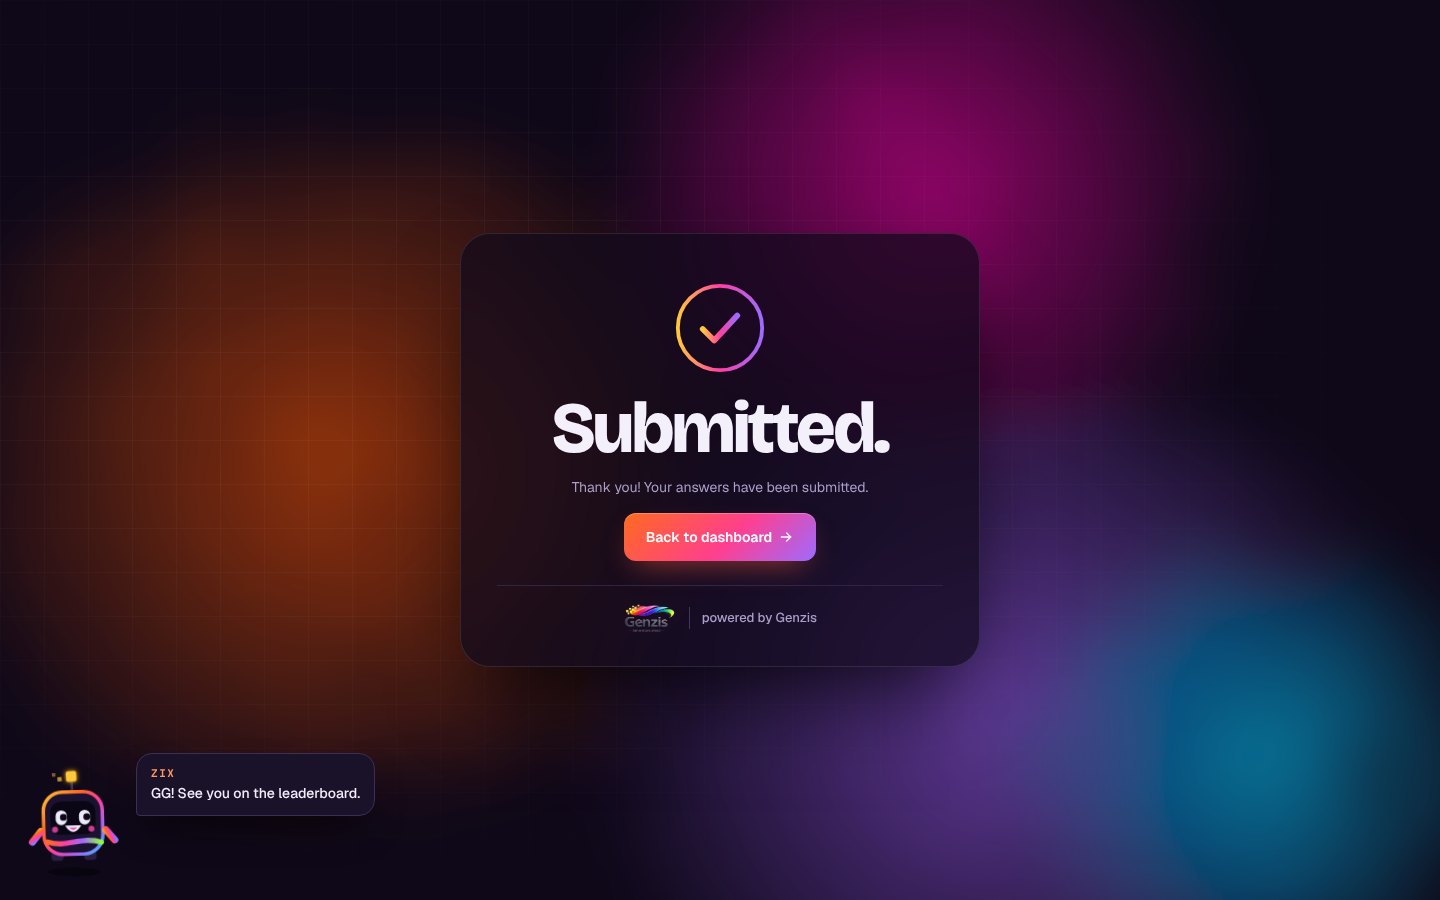 Submitted.
Thank you! Your answers have been submitted.
Back to dashboard →
Genzis
powered by Genzis
ZIX
GG! See you on the leaderboard.